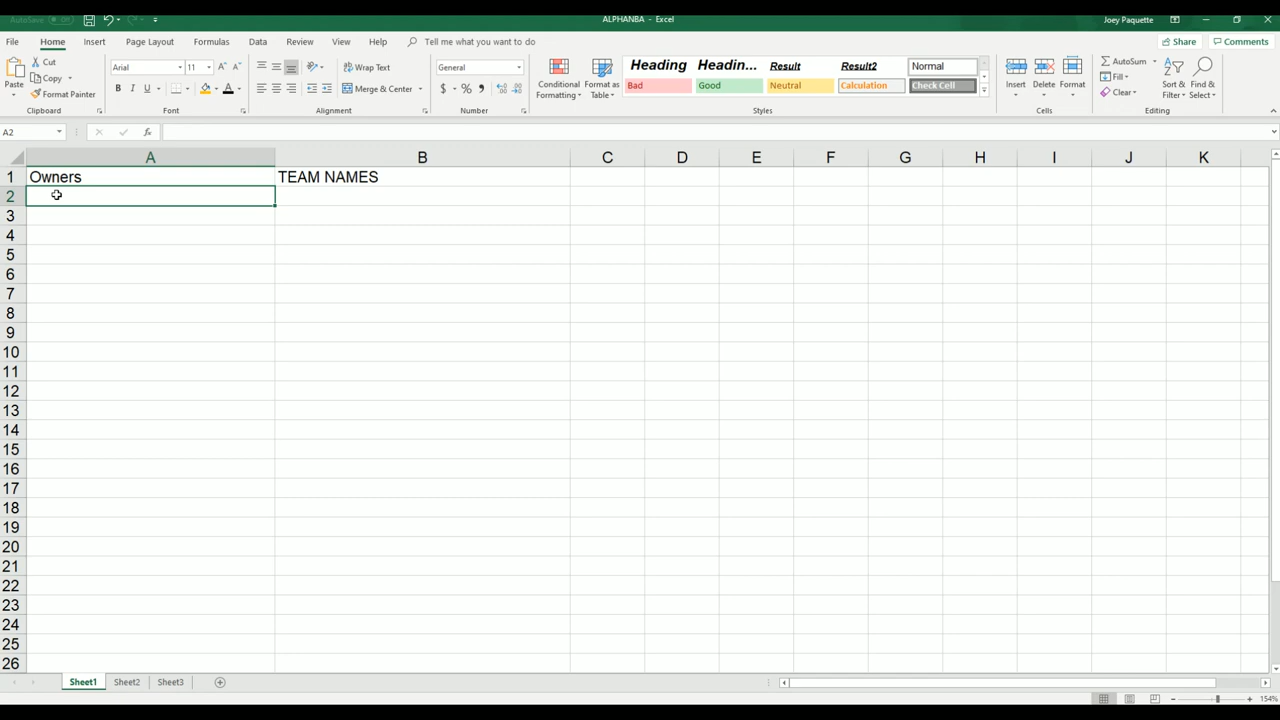 AutoSave Off ALPHANBA - Excel Joey Paquette
File Home Insert Page Layout Formulas Data Review View Help Tell me what you want to do Share Comments
Paste
Cut
Copy
Format Painter
Clipboard
Arial 11
B I U A
Font
Wrap Text
Merge & Center
Alignment
General
$ % ,
Number
Conditional
Formatting
Format as
Table
Heading Headin... Result Result2 Normal
Bad Good Neutral Calculation Check Cell
Styles
Insert Delete Format
Cells
AutoSum
Fill
Clear
Sort &
Filter
Find &
Select
Editing
A2 fx
A B C D E F G H I J K
1 Owners TEAM NAMES
2
3
4
5
6
7
8
9
10
11
12
13
14
15
16
17
18
19
20
21
22
23
24
25
26
Sheet1 Sheet2 Sheet3
154%